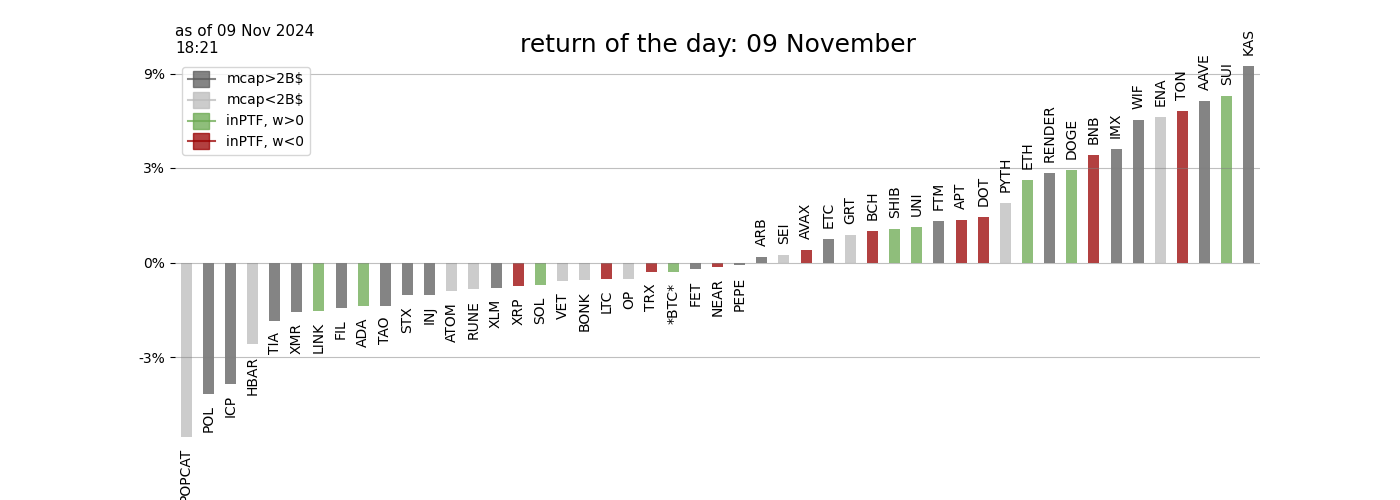 as of 09 Nov 2024
18:21
return of the day: 09 November
mcap>2B$
mcap<2B$
inPTF, w>0
inPTF, w<0
9%
3%
0%
-3%
POPCAT
POL
ICP
HBAR
TIA
XMR
LINK
FIL
ADA
TAO
STX
INJ
ATOM
RUNE
XLM
XRP
SOL
VET
BONK
LTC
OP
TRX
*BTC*
FET
NEAR
PEPE
ARB
SEI
AVAX
ETC
GRT
BCH
SHIB
UNI
FTM
APT
DOT
PYTH
ETH
RENDER
DOGE
BNB
IMX
WIF
ENA
TON
AAVE
SUI
KAS